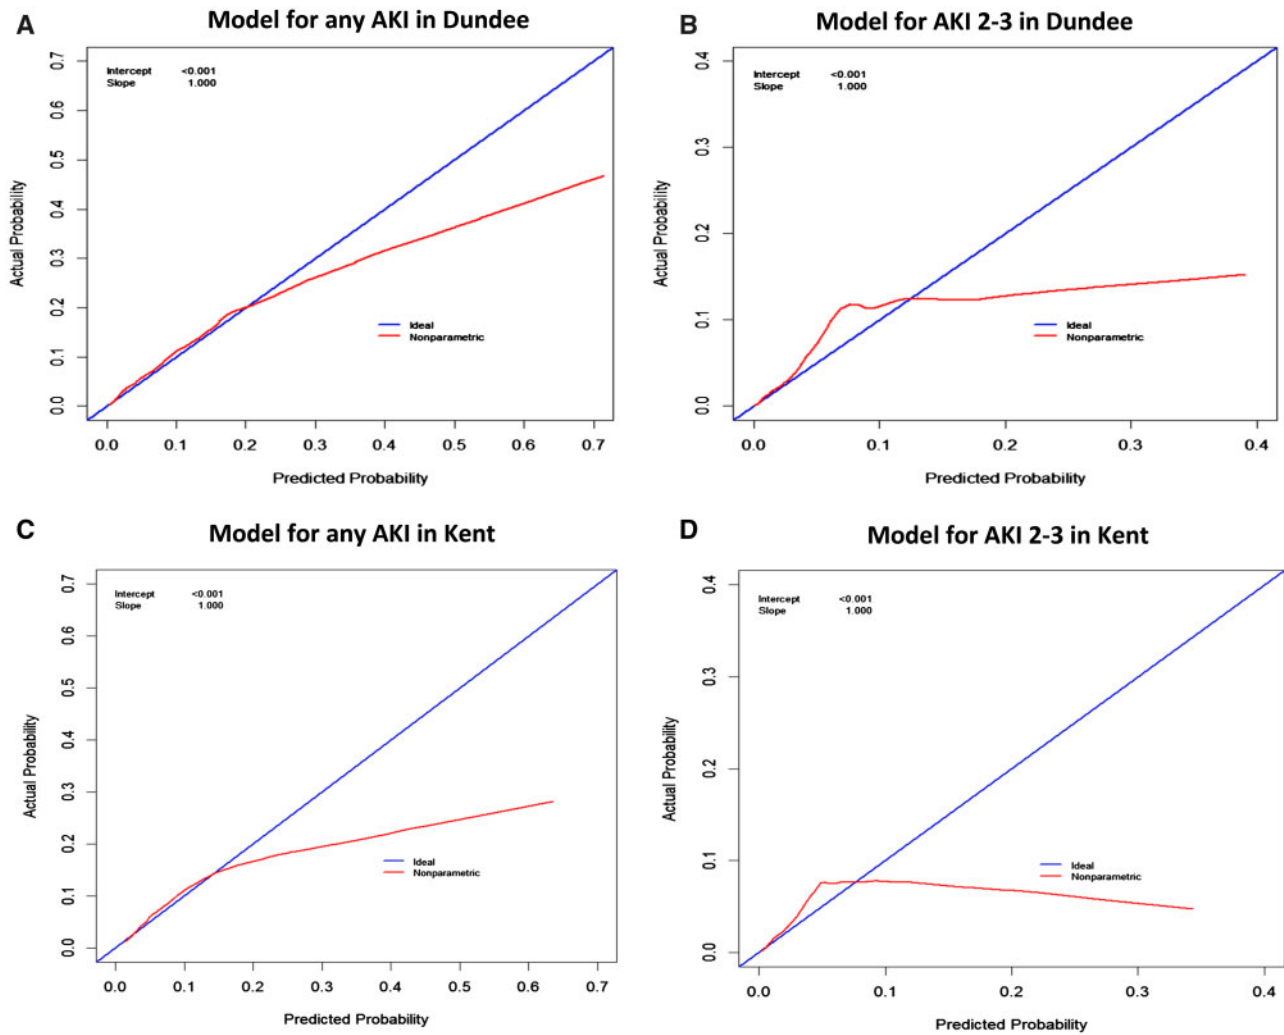 A
Model for any AKI in Dundee
Intercept <0.001
Slope 1.000
0.7
0.6
0.5
0.4
0.3
0.2
0.1
0.0
Actual Probability
Ideal
Nonparametric
0.0 0.1 0.2 0.3 0.4 0.5 0.6 0.7
Predicted Probability
B
Model for AKI 2-3 in Dundee
Intercept <0.001
Slope 1.000
0.4
0.3
0.2
0.1
0.0
Actual Probability
Ideal
Nonparametric
0.0 0.1 0.2 0.3 0.4
Predicted Probability
C
Model for any AKI in Kent
Intercept <0.001
Slope 1.000
0.7
0.6
0.5
0.4
0.3
0.2
0.1
0.0
Actual Probability
Ideal
Nonparametric
0.0 0.1 0.2 0.3 0.4 0.5 0.6 0.7
Predicted Probability
D
Model for AKI 2-3 in Kent
Intercept <0.001
Slope 1.000
0.4
0.3
0.2
0.1
0.0
Actual Probability
Ideal
Nonparametric
0.0 0.1 0.2 0.3 0.4
Predicted Probability